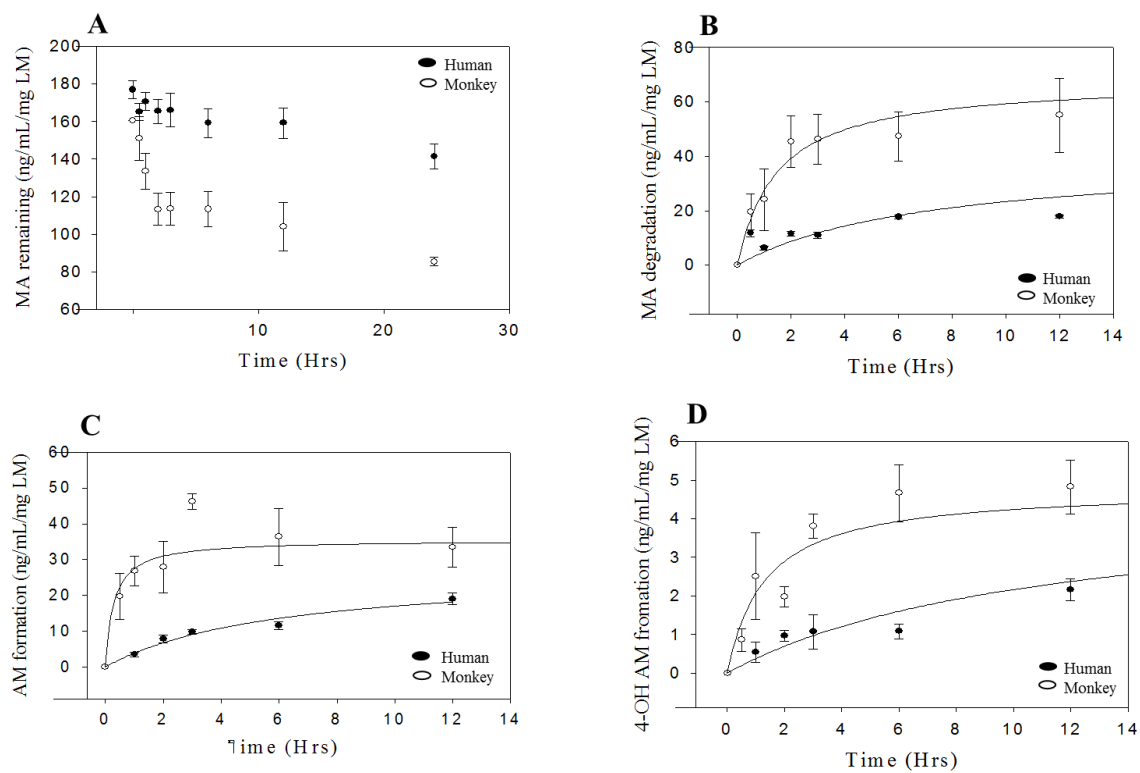 A
MA remaining (ng/mL/mg LM)
200
180
160
140
120
100
80
60
10
20
30
Time (Hrs)
Human
Monkey
B
MA degradation (ng/mL/mg LM)
80
60
40
20
0
0
2
4
6
8
10
12
14
Time (Hrs)
Human
Monkey
C
AM formation (ng/mL/mg LM)
60
50
40
30
20
10
0
0
2
4
6
8
10
12
14
Time (Hrs)
Human
Monkey
D
4-OH AM fromation (ng/mL/mg LM)
6
5
4
3
2
1
0
0
2
4
6
8
10
12
14
Time (Hrs)
Human
Monkey